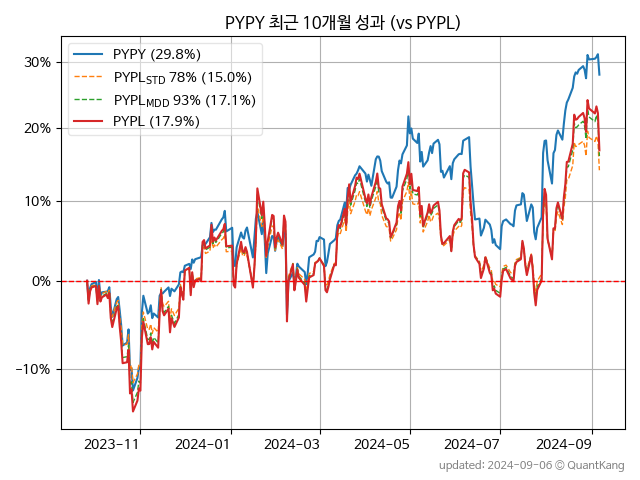 PYPY 최근 10개월 성과 (vs PYPL)
PYPY (29.8%)
PYPL_STD 78% (15.0%)
PYPL_MDD 93% (17.1%)
PYPL (17.9%)
30%
20%
10%
0%
−10%
2023-11
2024-01
2024-03
2024-05
2024-07
2024-09
updated: 2024-09-06 © QuantKang